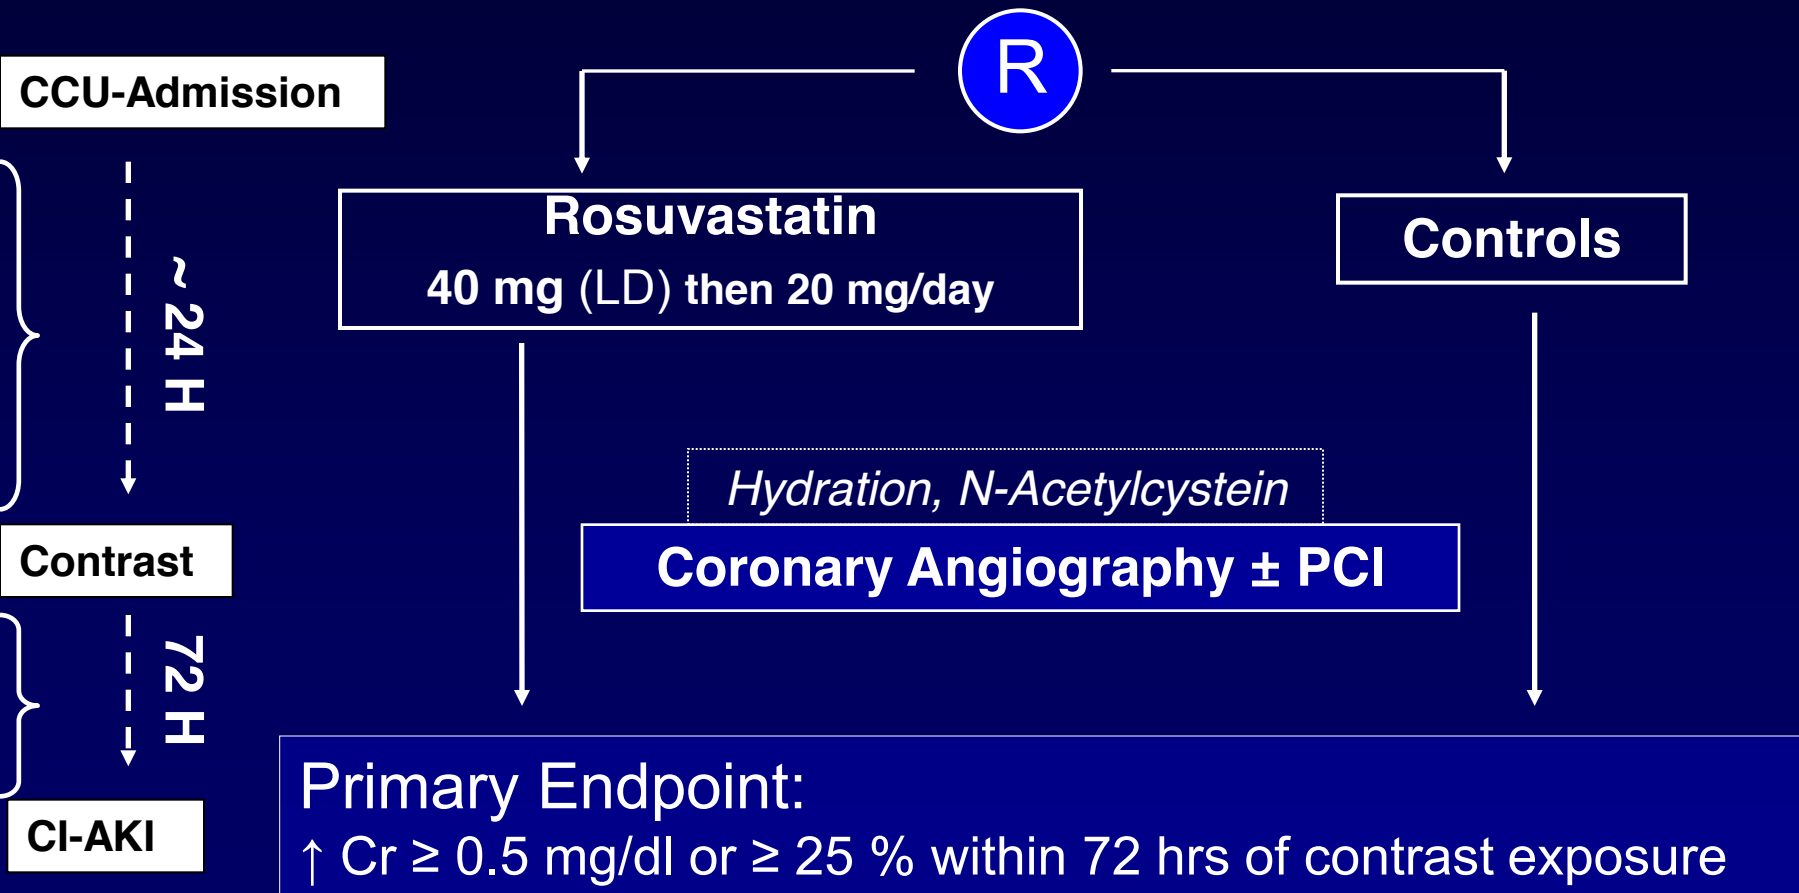 R
CCU-Admission
Rosuvastatin
40 mg (LD) then 20 mg/day
Controls
~ 24 H
Hydration, N-Acetylcystein
Contrast
Coronary Angiography ± PCI
72 H
Primary Endpoint:
CI-AKI
↑ Cr ≥ 0.5 mg/dl or ≥ 25 % within 72 hrs of contrast exposure